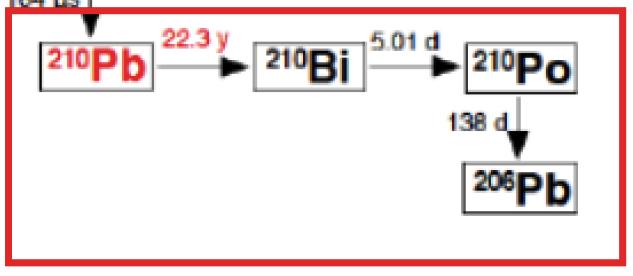 22.3 y
5.01 d
²¹⁰Pb
²¹⁰Bi
²¹⁰Po
138 d
²⁰⁶Pb